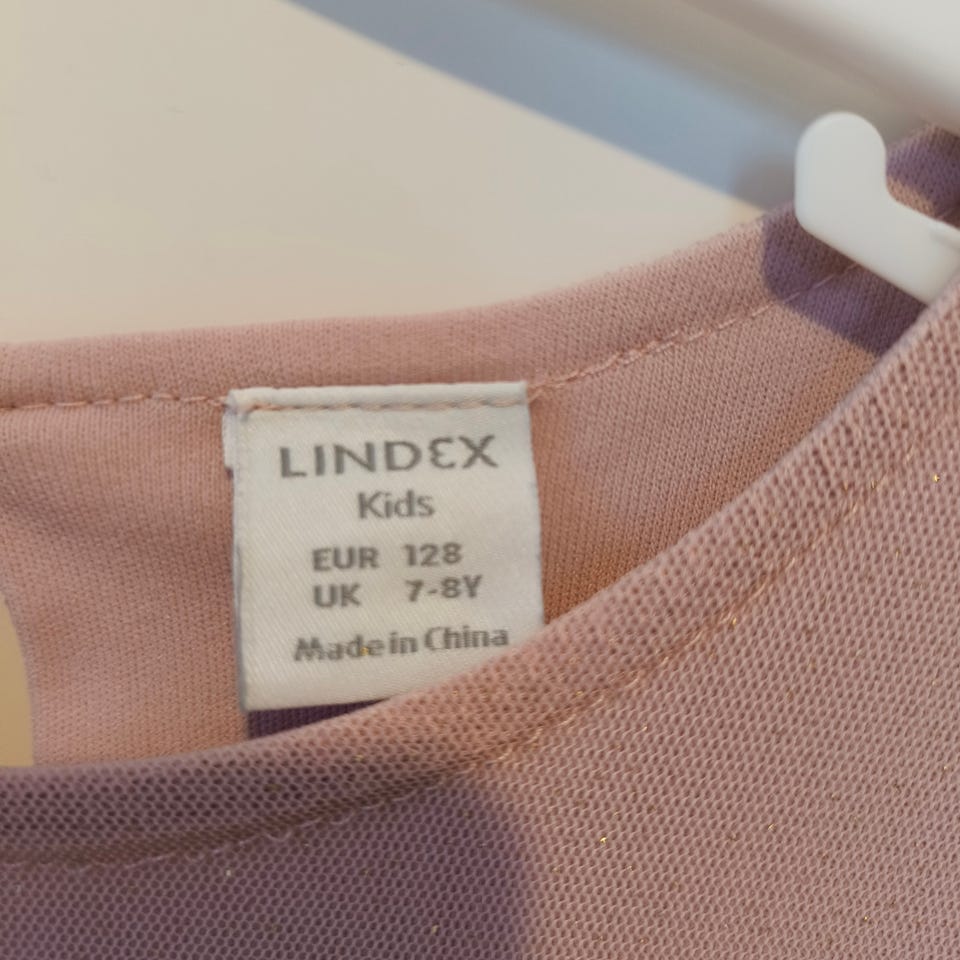 LINDEX
Kids
EUR 128
UK 7-8Y
Made in China